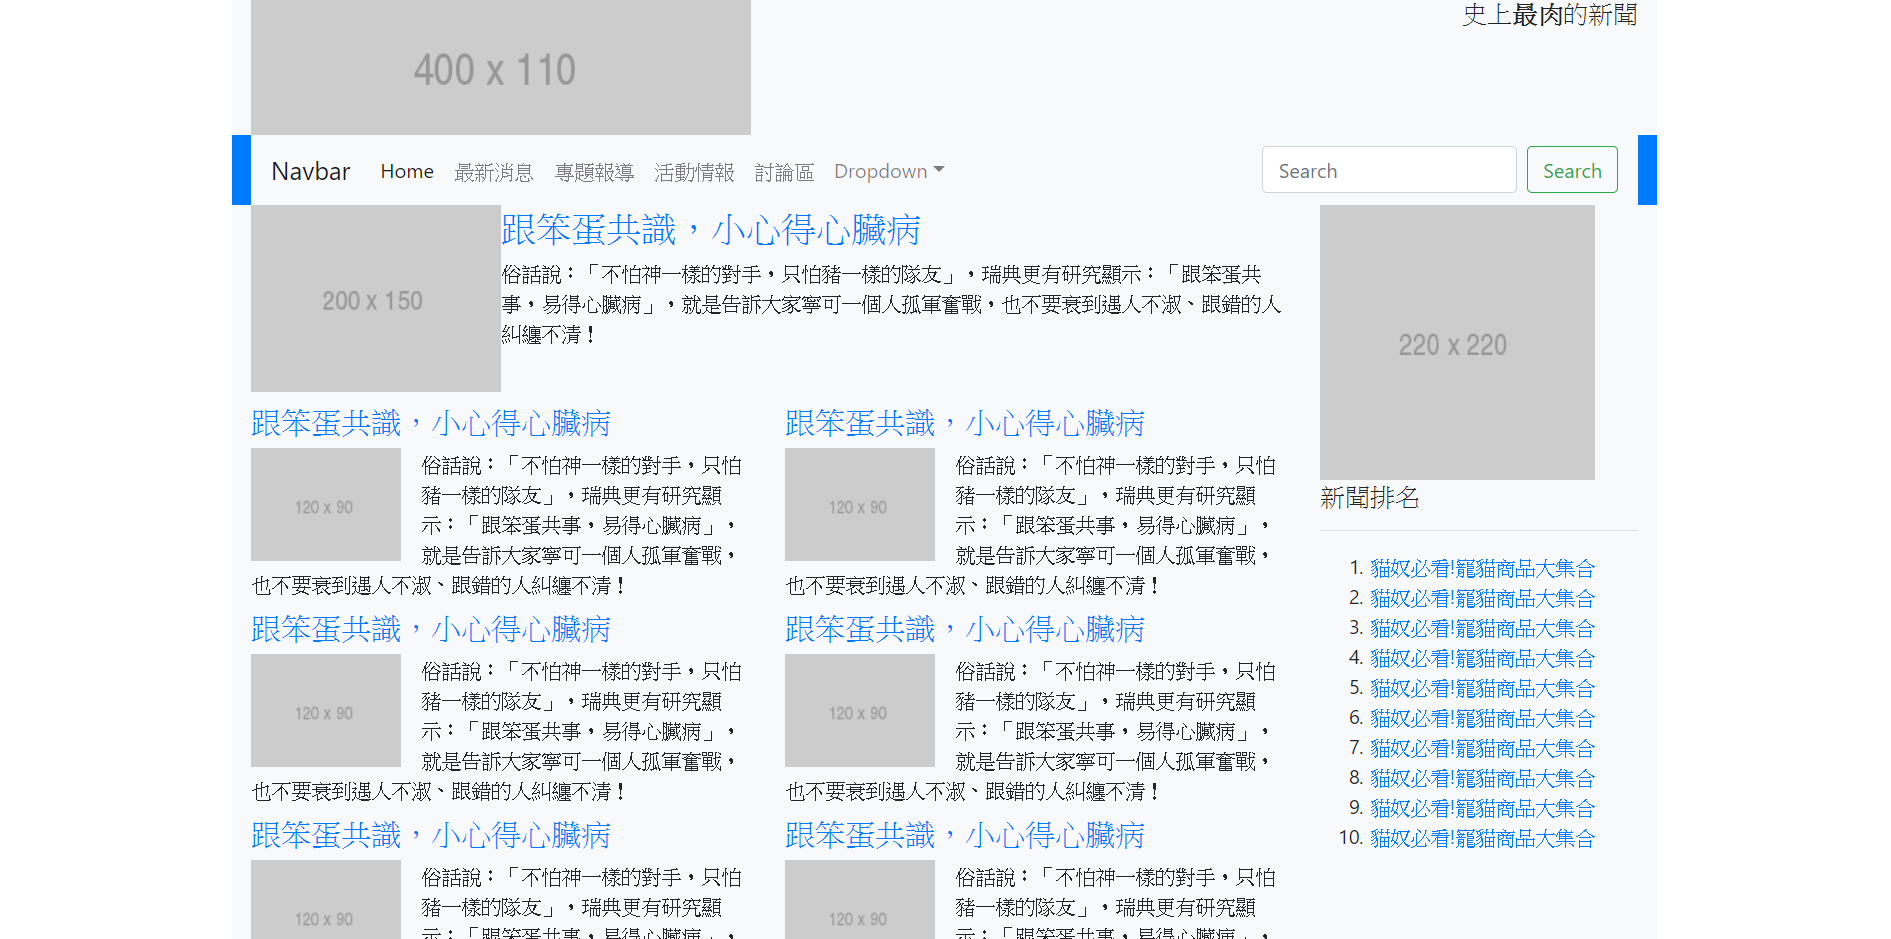 400 x 110
史上最肉的新聞
Navbar Home 最新消息 專題報導 活動情報 討論區 Dropdown Search Search
200 x 150
跟笨蛋共識，小心得心臟病
俗話說：「不怕神一樣的對手，只怕豬一樣的隊友」，瑞典更有研究顯示：「跟笨蛋共
事，易得心臟病」，就是告訴大家寧可一個人孤軍奮戰，也不要衰到遇人不淑、跟錯的人
糾纏不清！
跟笨蛋共識，小心得心臟病
120 x 90
俗話說：「不怕神一樣的對手，只怕
豬一樣的隊友」，瑞典更有研究顯
示：「跟笨蛋共事，易得心臟病」，
就是告訴大家寧可一個人孤軍奮戰，
也不要衰到遇人不淑、跟錯的人糾纏不清！
跟笨蛋共識，小心得心臟病
120 x 90
俗話說：「不怕神一樣的對手，只怕
豬一樣的隊友」，瑞典更有研究顯
示：「跟笨蛋共事，易得心臟病」，
就是告訴大家寧可一個人孤軍奮戰，
也不要衰到遇人不淑、跟錯的人糾纏不清！
跟笨蛋共識，小心得心臟病
120 x 90
俗話說：「不怕神一樣的對手，只怕
豬一樣的隊友」，瑞典更有研究顯
示：「跟笨蛋共事，易得心臟病」，
就是告訴大家寧可一個人孤軍奮戰，
也不要衰到遇人不淑、跟錯的人糾纏不清！
跟笨蛋共識，小心得心臟病
120 x 90
俗話說：「不怕神一樣的對手，只怕
豬一樣的隊友」，瑞典更有研究顯
示：「跟笨蛋共事，易得心臟病」，
就是告訴大家寧可一個人孤軍奮戰，
也不要衰到遇人不淑、跟錯的人糾纏不清！
跟笨蛋共識，小心得心臟病
120 x 90
俗話說：「不怕神一樣的對手，只怕
豬一樣的隊友」，瑞典更有研究顯
示：「跟笨蛋共事，易得心臟病」，
跟笨蛋共識，小心得心臟病
120 x 90
俗話說：「不怕神一樣的對手，只怕
豬一樣的隊友」，瑞典更有研究顯
示：「跟笨蛋共事，易得心臟病」，
220 x 220
新聞排名
1. 貓奴必看!寵貓商品大集合
2. 貓奴必看!寵貓商品大集合
3. 貓奴必看!寵貓商品大集合
4. 貓奴必看!寵貓商品大集合
5. 貓奴必看!寵貓商品大集合
6. 貓奴必看!寵貓商品大集合
7. 貓奴必看!寵貓商品大集合
8. 貓奴必看!寵貓商品大集合
9. 貓奴必看!寵貓商品大集合
10. 貓奴必看!寵貓商品大集合